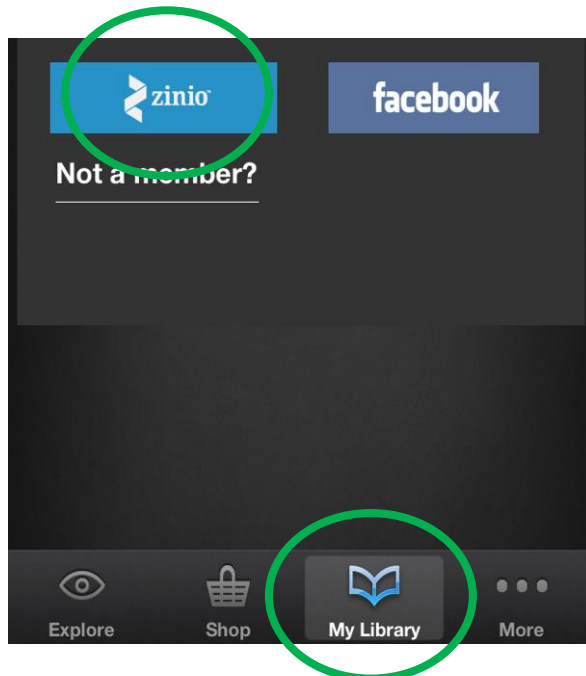 zinio
facebook
Not a member?
Explore
Shop
My Library
More